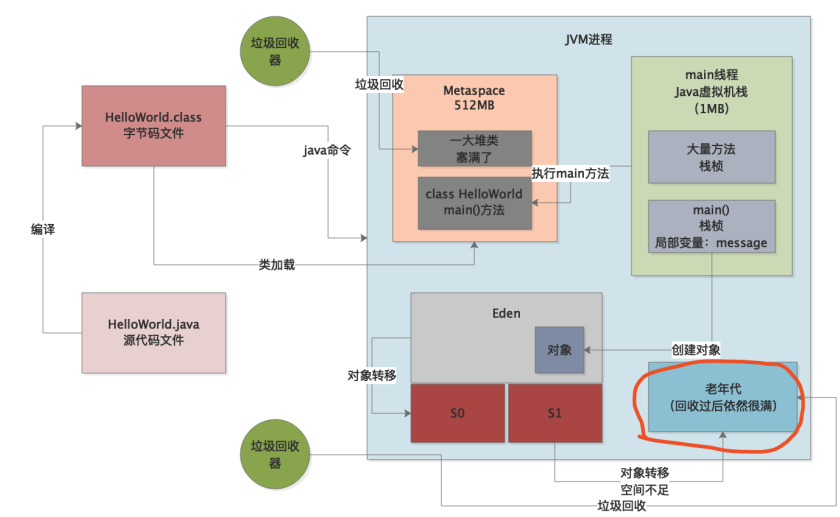 垃圾回收
器
JVM进程
垃圾回收
Metaspace
512MB
main线程
Java虚拟机栈
（1MB）
HelloWorld.class
字节码文件
一大堆类
塞满了
java命令
大量方法
栈帧
执行main方法
class HelloWorld
main()方法
main()
栈帧
局部变量：message
编译
类加载
HelloWorld.java
源代码文件
Eden
对象
创建对象
对象转移
老年代
（回收过后依然很满）
S0
S1
垃圾回收
器
对象转移
空间不足
垃圾回收